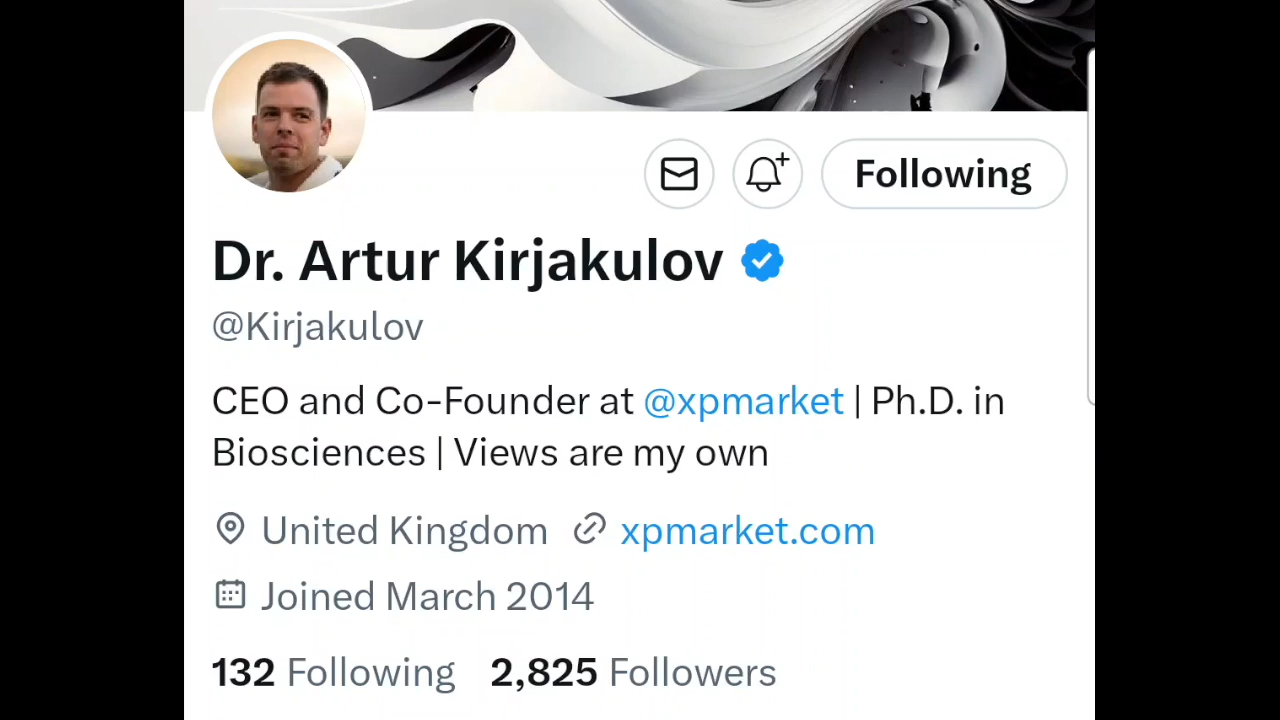 Following
Dr. Artur Kirjakulov
@Kirjakulov
CEO and Co-Founder at @xpmarket | Ph.D. in
Biosciences | Views are my own
United Kingdom xpmarket.com
Joined March 2014
132 Following 2,825 Followers